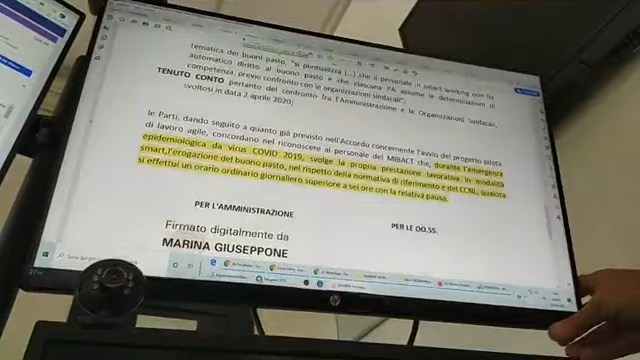 tematica dei buoni pasto, "si puntualizza (...) che il personale in smart working non ha
automatico diritto al buono pasto e che ciascuna PA assume le determinazioni di
competenza, previo confronto con le organizzazioni sindacali";
TENUTO CONTO pertanto del confronto fra l'Amministrazione e le Organizzazioni Sindacali,
svoltosi in data 2 aprile 2020;
le Parti, dando seguito a quanto già previsto nell'Accordo concernente l'avvio del progetto pilota
di lavoro agile, concordano nel riconoscere al personale del MIBACT che, durante l'emergenza
epidemiologica da virus COVID 2019, svolge la propria prestazione lavorativa in modalità
smart, l'erogazione del buono pasto, nel rispetto della normativa di riferimento e del CCNL, qualora
si effettui un orario ordinario giornaliero superiore a sei ore con la relativa pausa.
PER L'AMMINISTRAZIONE
PER LE OO.SS.
Firmato digitalmente da
MARINA GIUSEPPONE
hp